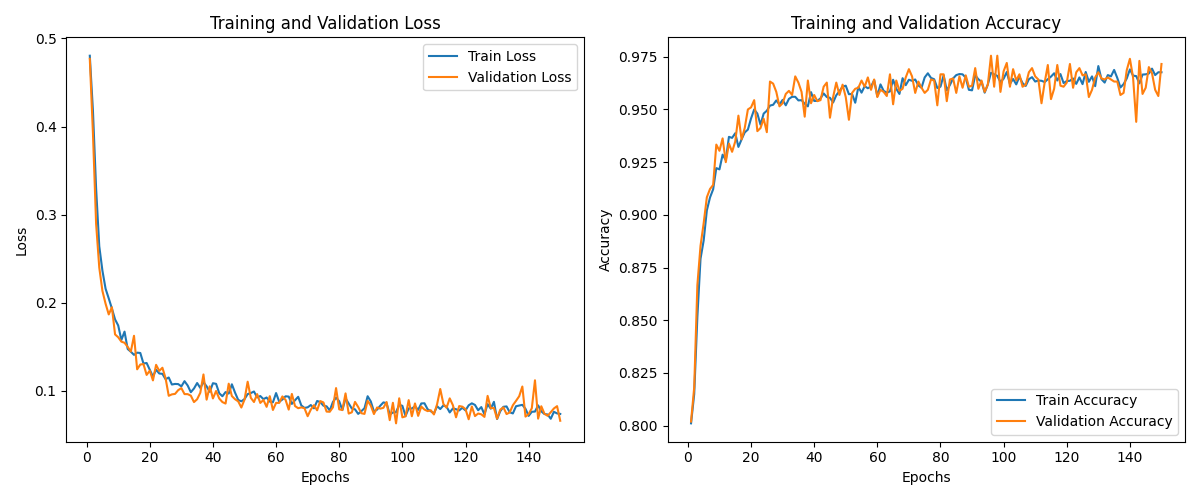 Training and Validation Loss
Loss
0.5
0.4
0.3
0.2
0.1
Train Loss
Validation Loss
0
20
40
60
80
100
120
140
Epochs
Training and Validation Accuracy
Accuracy
0.975
0.950
0.925
0.900
0.875
0.850
0.825
0.800
Train Accuracy
Validation Accuracy
0
20
40
60
80
100
120
140
Epochs